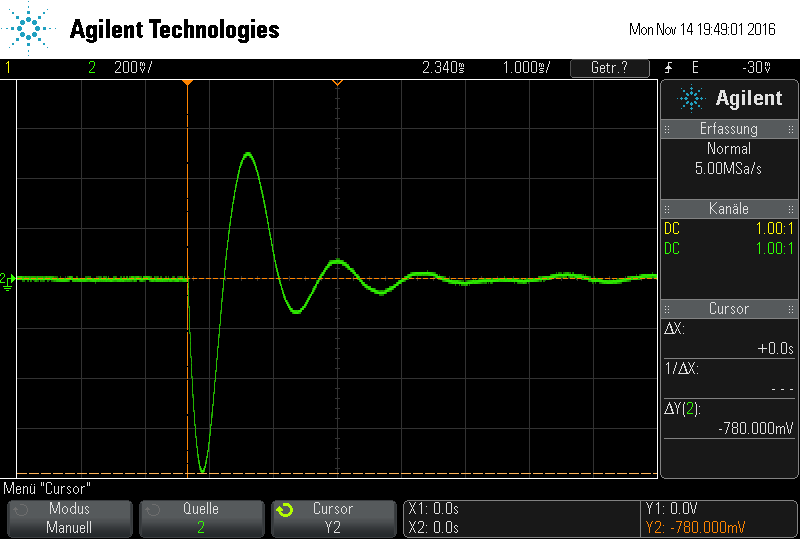 Agilent Technologies
Mon Nov 14 19:49:01 2016
1 2 200mV/ 2.340s 1.000s/ Getr.? E -30mV
Agilent
Erfassung
Normal
5.00MSa/s
Kanäle
DC 1.00:1
DC 1.00:1
Cursor
ΔX:
+0.0s
1/ΔX:
- - -
ΔY(2):
-780.000mV
2
Menü "Cursor"
Modus
Manuell
Quelle
2
Cursor
Y2
X1: 0.0s
X2: 0.0s
Y1: 0.0V
Y2: -780.000mV